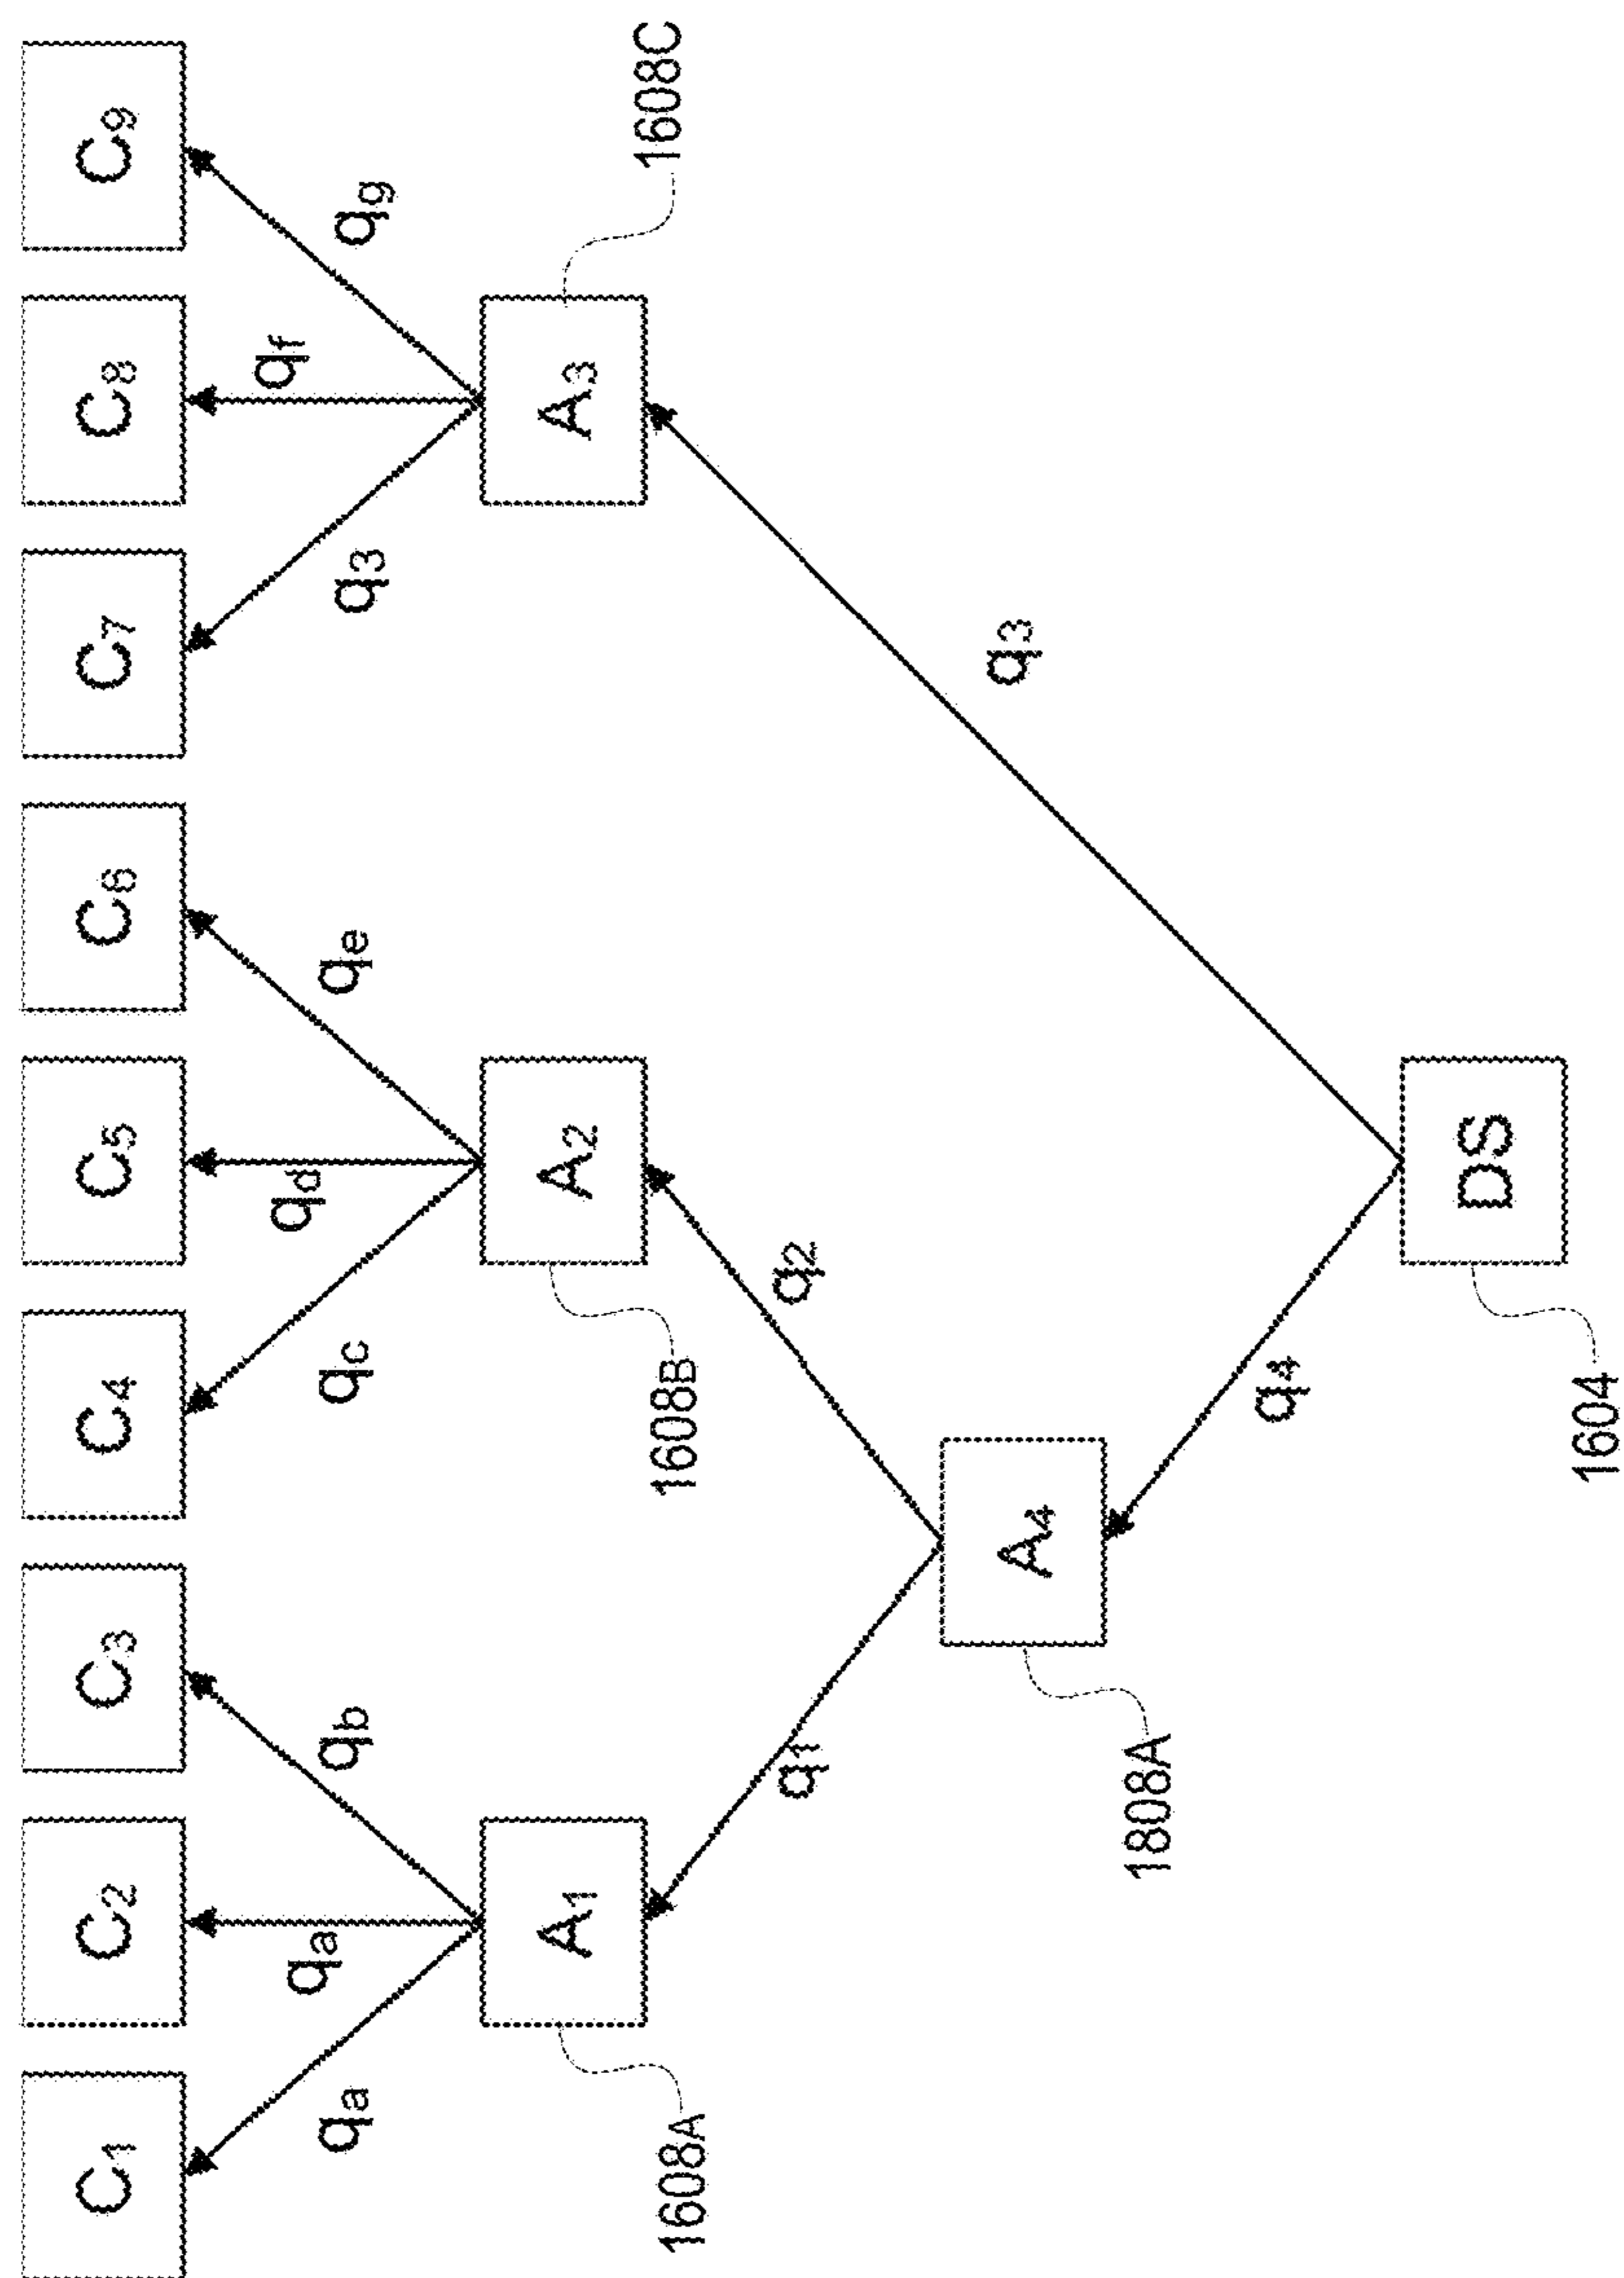 C1 C2 C3 C4 C5 C6 C7 C8 C9
qa qa qb qc qd qe q3 qf qg
A1 A2 A3
1608A 1608B 1608C
q1 q2
q3
A4
1808A
q4
DS
1604